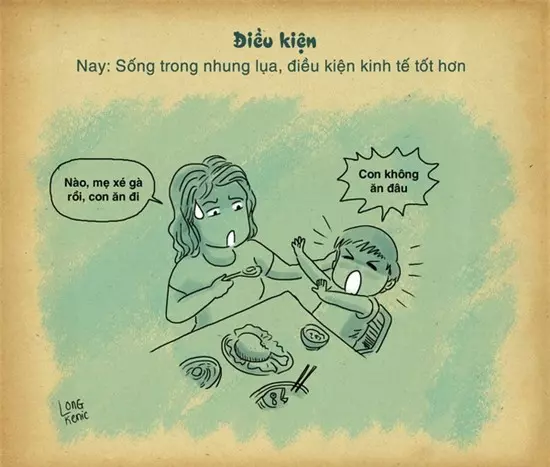 Điều kiện
Nay: Sống trong nhung lụa, điều kiện kinh tế tốt hơn
Nào, mẹ xé gà
rồi, con ăn đi
Con không
ăn đâu
LONG
KENIC